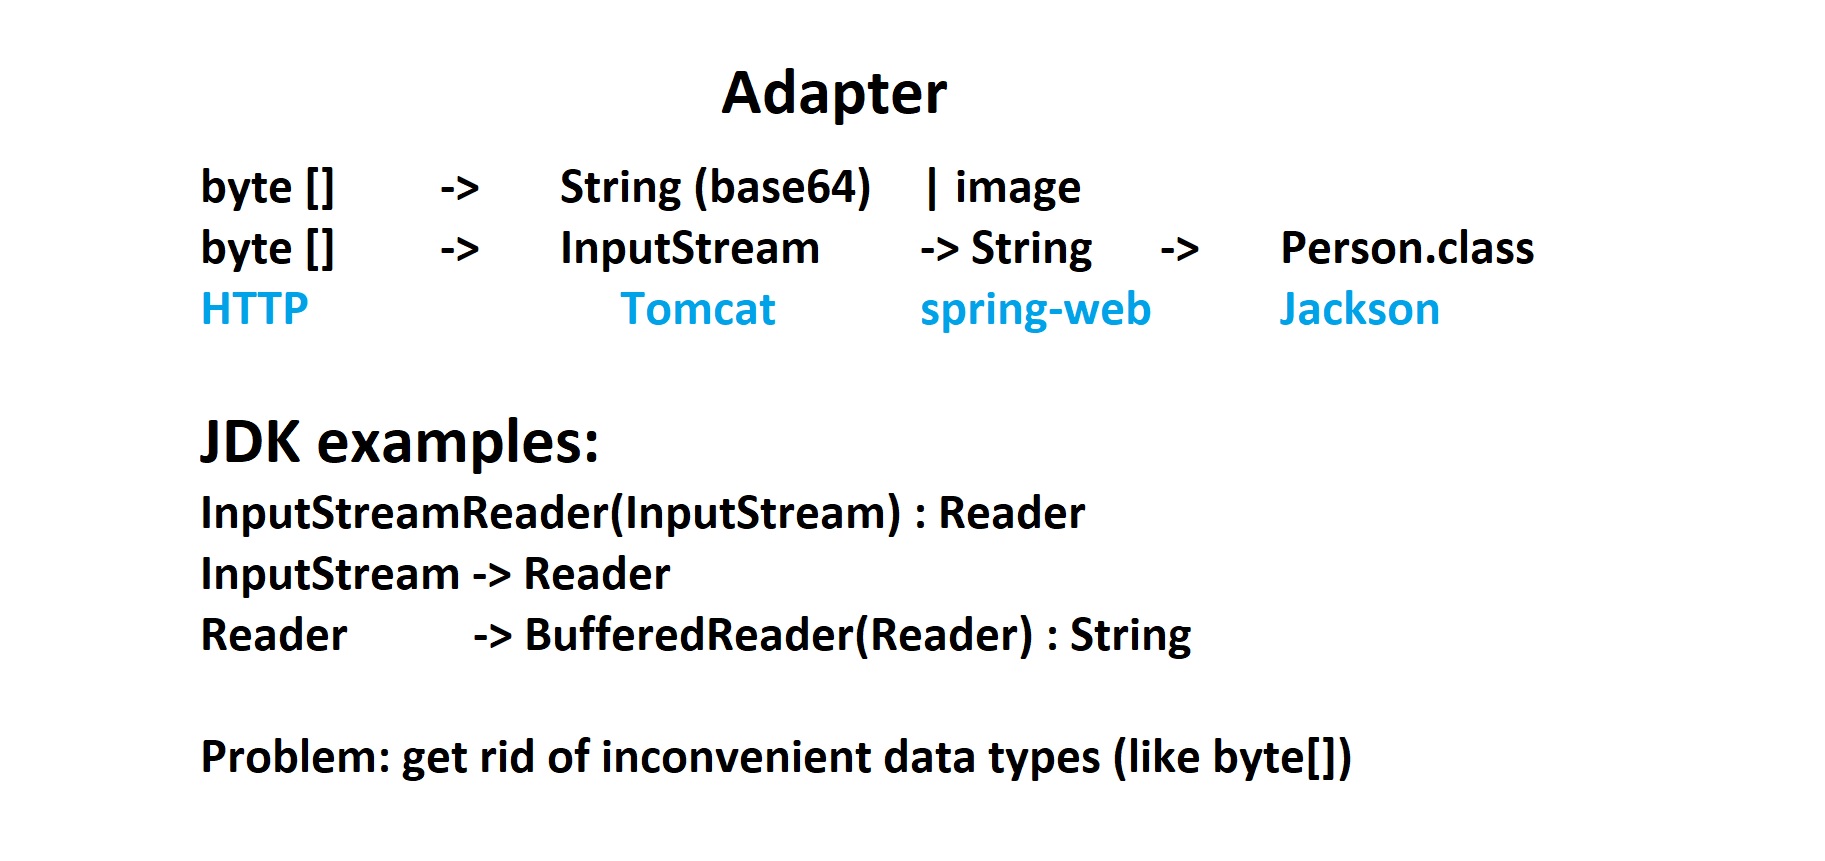 Adapter
byte [] -> String (base64) | image
byte [] -> InputStream -> String -> Person.class
HTTP Tomcat spring-web Jackson
JDK examples:
InputStreamReader(InputStream) : Reader
InputStream -> Reader
Reader -> BufferedReader(Reader) : String
Problem: get rid of inconvenient data types (like byte[])